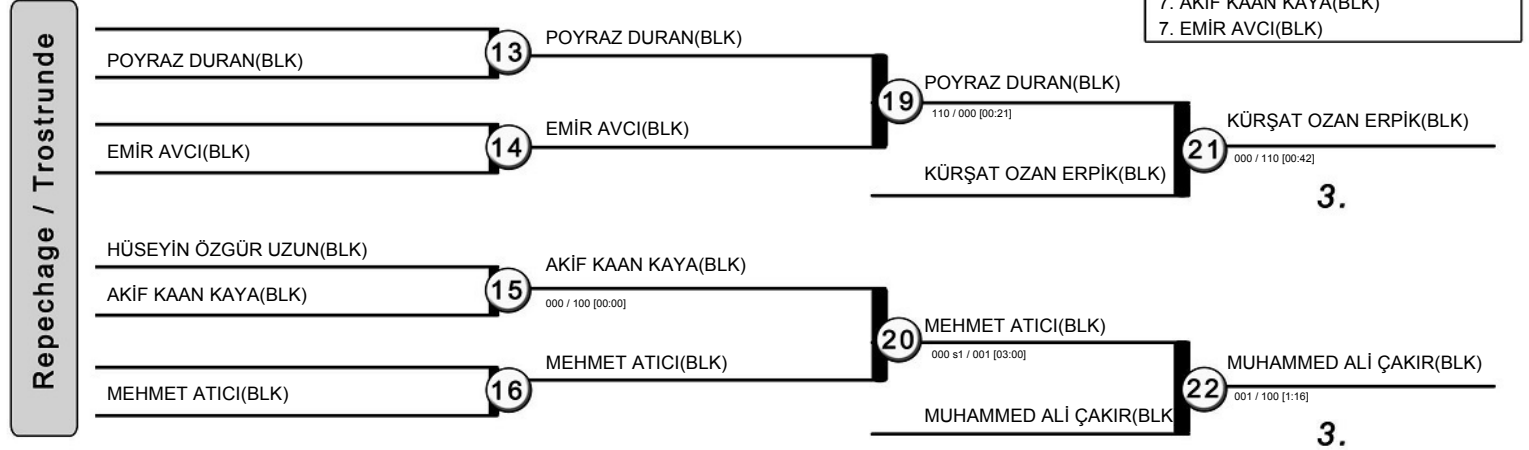 7. AKİF KAAN KAYA(BLK)
7. EMİR AVCI(BLK)
Repechage / Trostrunde
POYRAZ DURAN(BLK)
13
POYRAZ DURAN(BLK)
EMİR AVCI(BLK)
14
EMİR AVCI(BLK)
19
POYRAZ DURAN(BLK)
110 / 000 [00:21]
KÜRŞAT OZAN ERPİK(BLK)
21
KÜRŞAT OZAN ERPİK(BLK)
000 / 110 [00:42]
3.
HÜSEYİN ÖZGÜR UZUN(BLK)
AKİF KAAN KAYA(BLK)
15
AKİF KAAN KAYA(BLK)
000 / 100 [00:00]
MEHMET ATICI(BLK)
16
MEHMET ATICI(BLK)
20
MEHMET ATICI(BLK)
000 s1 / 001 [03:00]
MUHAMMED ALİ ÇAKIR(BLK
22
MUHAMMED ALİ ÇAKIR(BLK)
001 / 100 [1:16]
3.